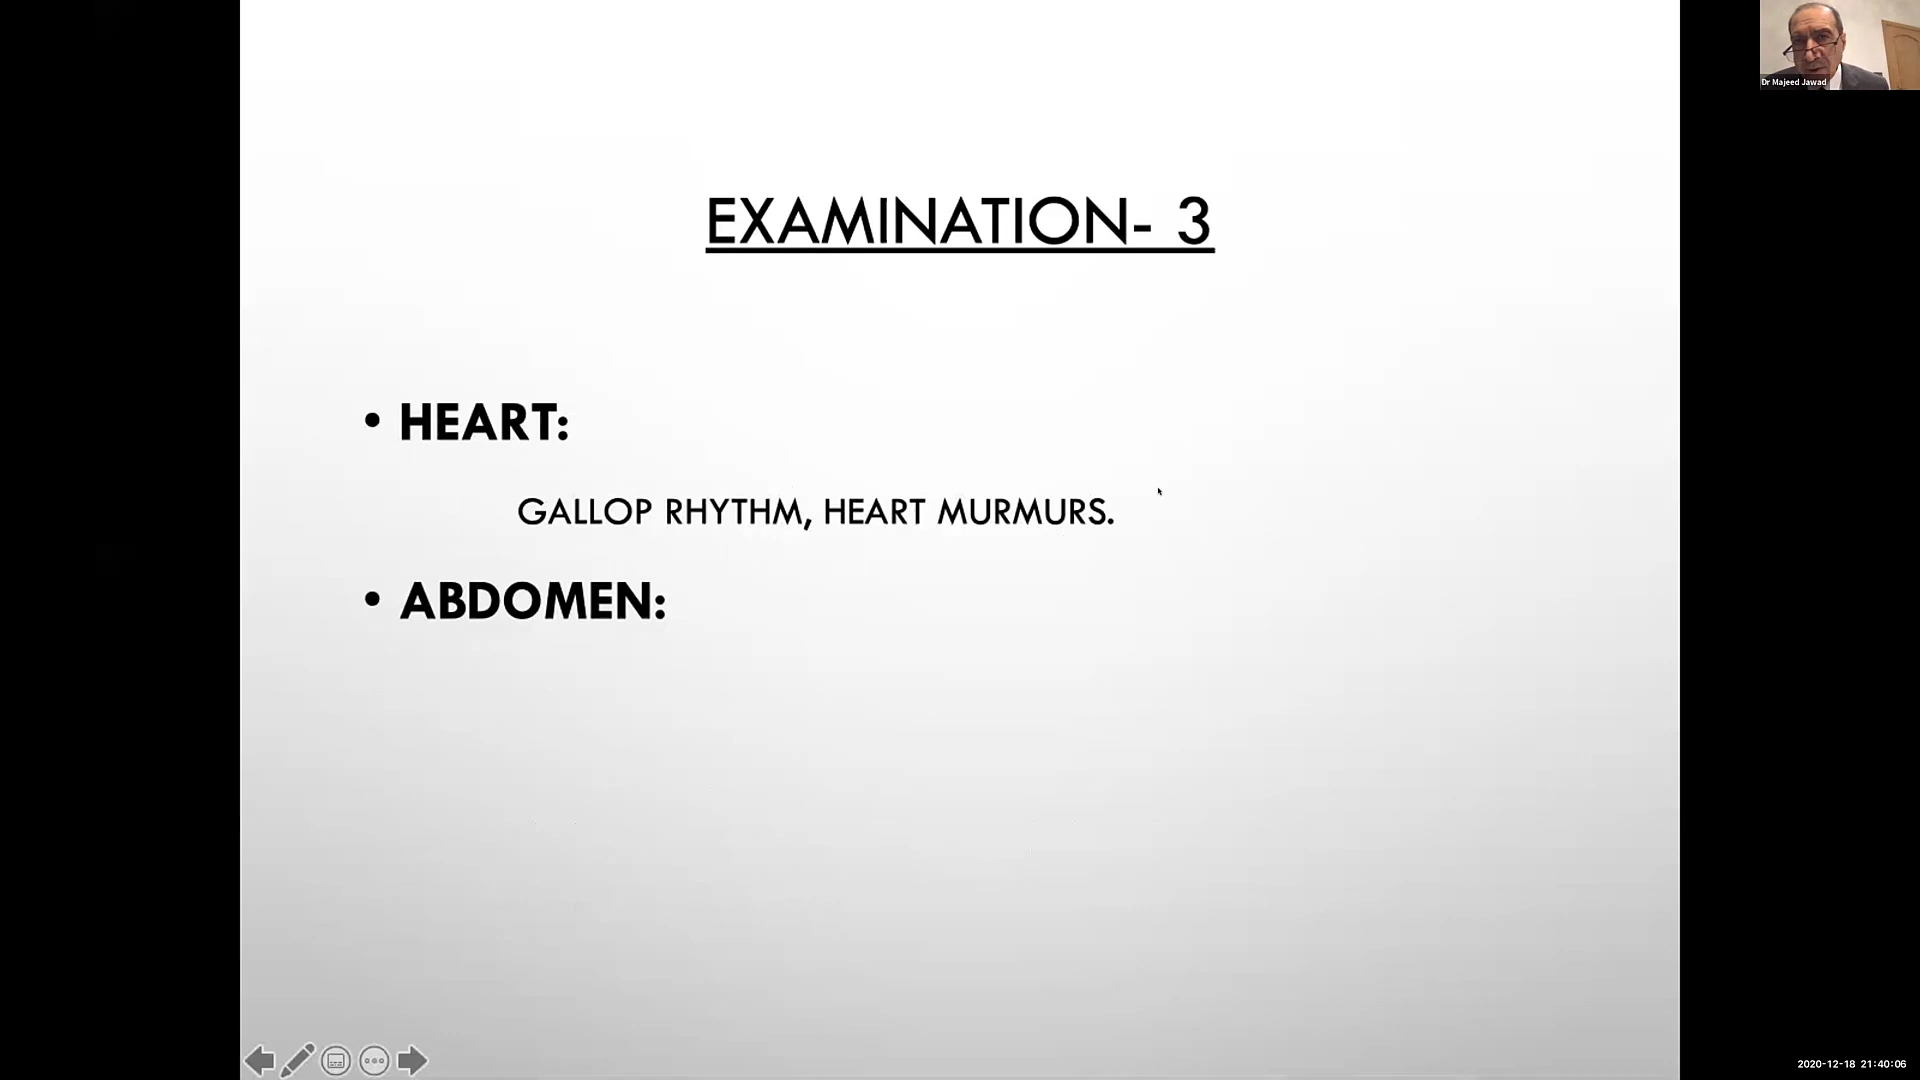 Dr Majeed Jawad
EXAMINATION- 3
• HEART:
GALLOP RHYTHM, HEART MURMURS.
• ABDOMEN:
2020-12-18 21:40:06